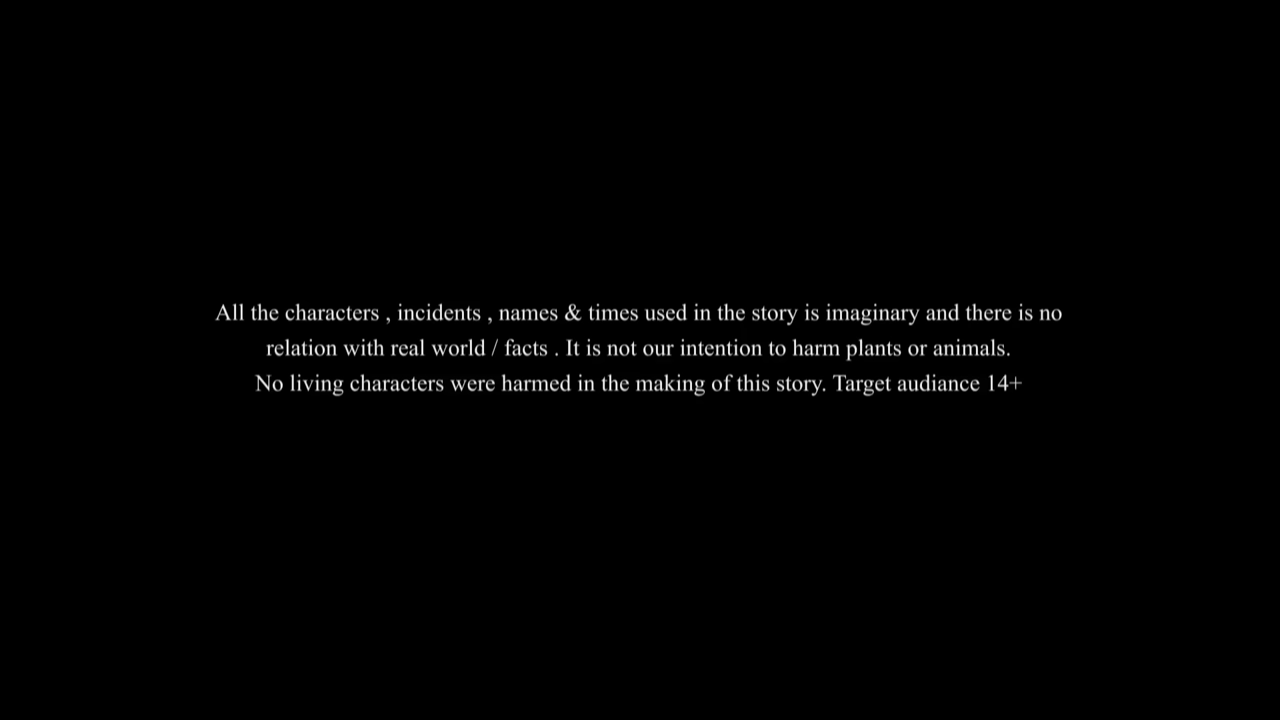 All the characters , incidents , names & times used in the story is imaginary and there is no
relation with real world / facts . It is not our intention to harm plants or animals.
No living characters were harmed in the making of this story. Target audiance 14+